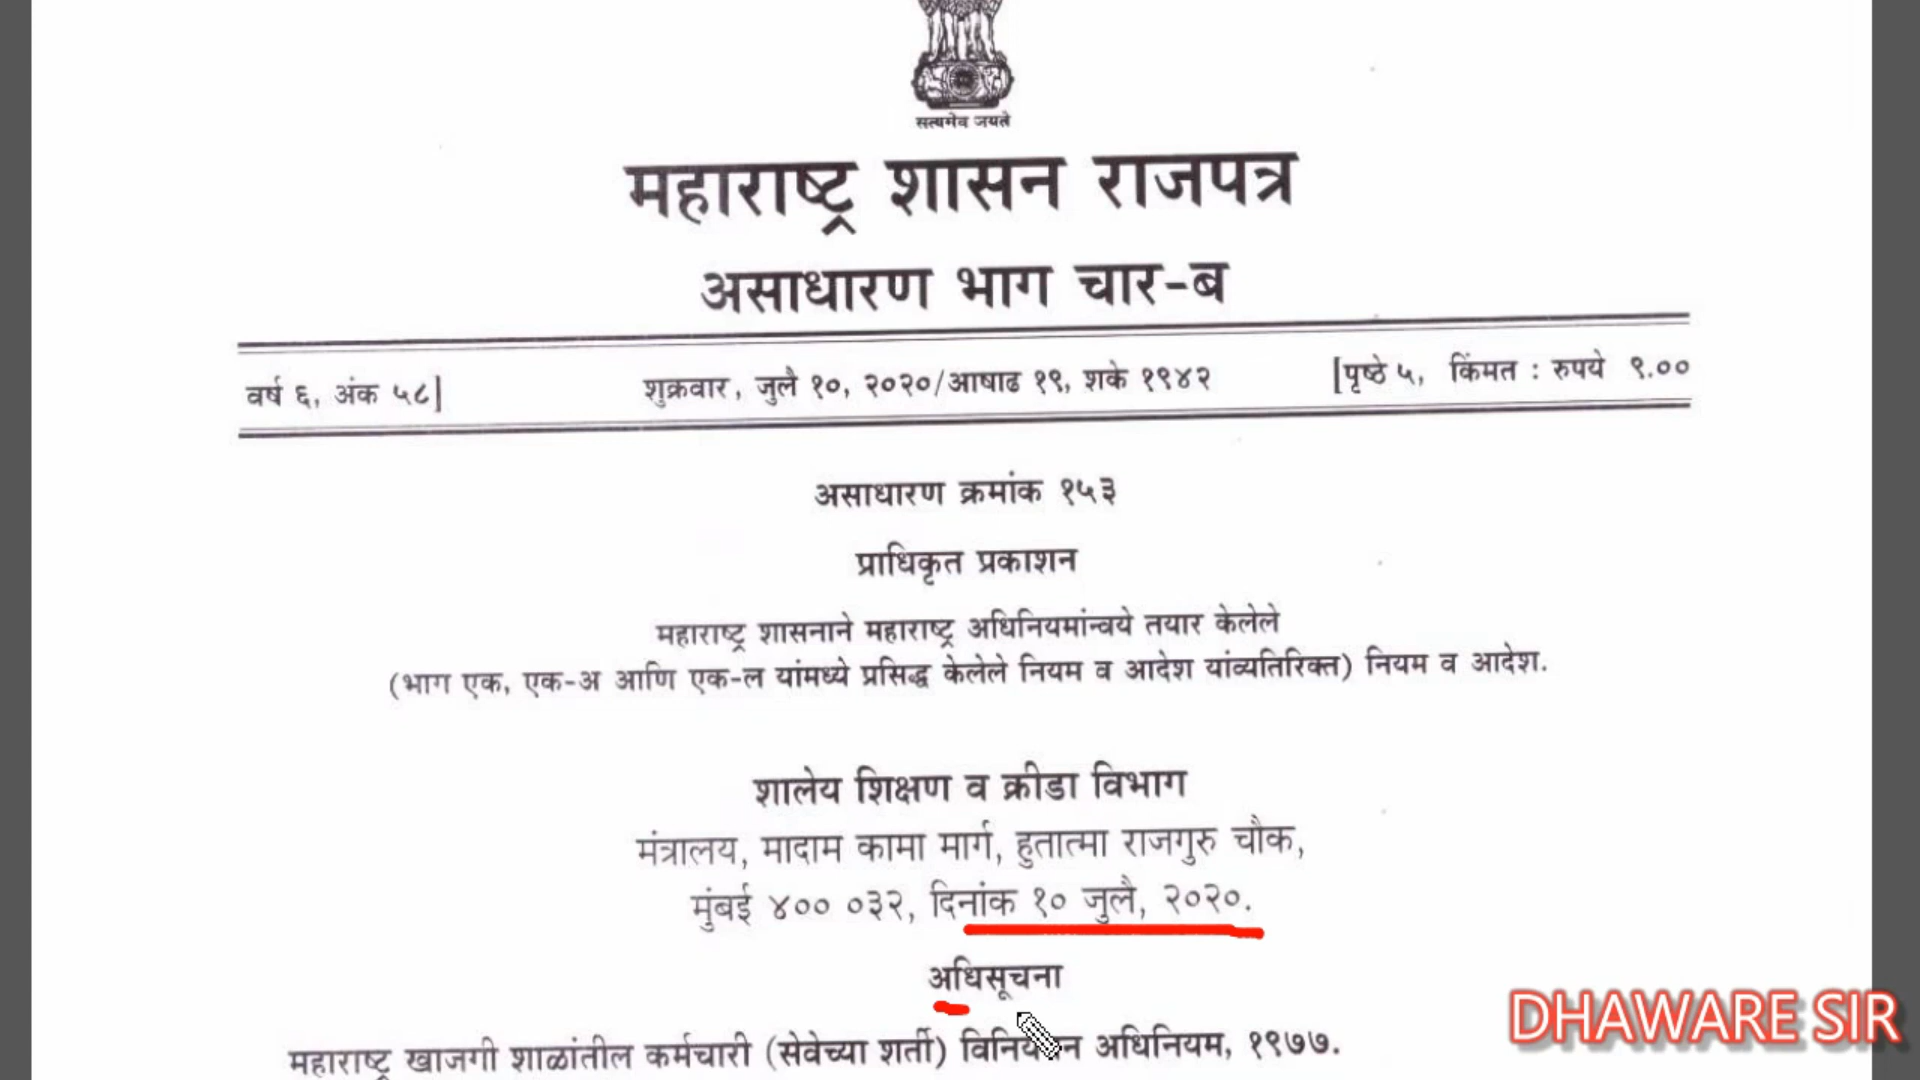 सत्यमेव जयते
महाराष्ट्र शासन राजपत्र
असाधारण भाग चार-ब
वर्ष ६, अंक ५८]
शुक्रवार, जुलै १०, २०२०/आषाढ १९, शके १९४२
[पृष्ठे ५, किंमत : रुपये ९.००
असाधारण क्रमांक १५३
प्राधिकृत प्रकाशन
महाराष्ट्र शासनाने महाराष्ट्र अधिनियमांन्वये तयार केलेले
(भाग एक, एक-अ आणि एक-ल यांमध्ये प्रसिद्ध केलेले नियम व आदेश यांव्यतिरिक्त) नियम व आदेश.
शालेय शिक्षण व क्रीडा विभाग
मंत्रालय, मादाम कामा मार्ग, हुतात्मा राजगुरु चौक,
मुंबई ४०० ०३२, दिनांक १० जुलै, २०२०.
अधिसूचना
महाराष्ट्र खाजगी शाळांतील कर्मचारी (सेवेच्या शर्ती) विनियमन अधिनियम, १९७७.
DHAWARE SIR